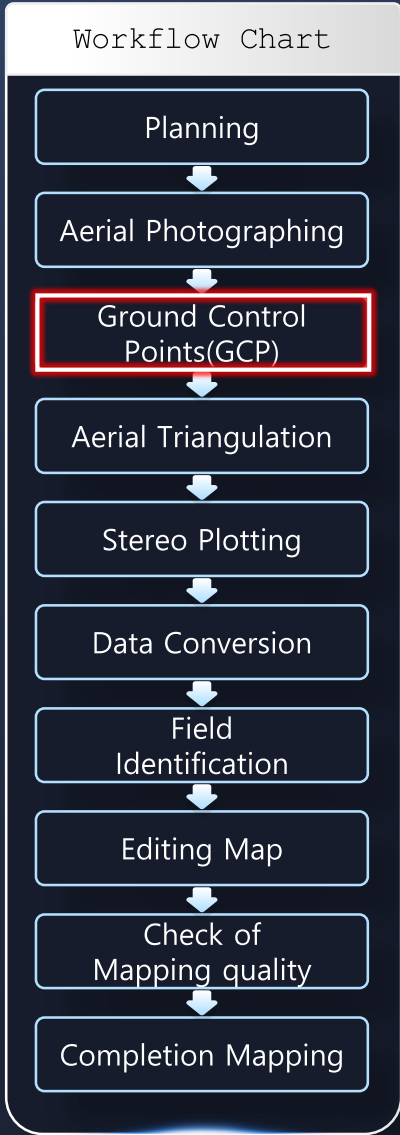 Workflow Chart
Planning
Aerial Photographing
Ground Control
Points(GCP)
Aerial Triangulation
Stereo Plotting
Data Conversion
Field
Identification
Editing Map
Check of
Mapping quality
Completion Mapping